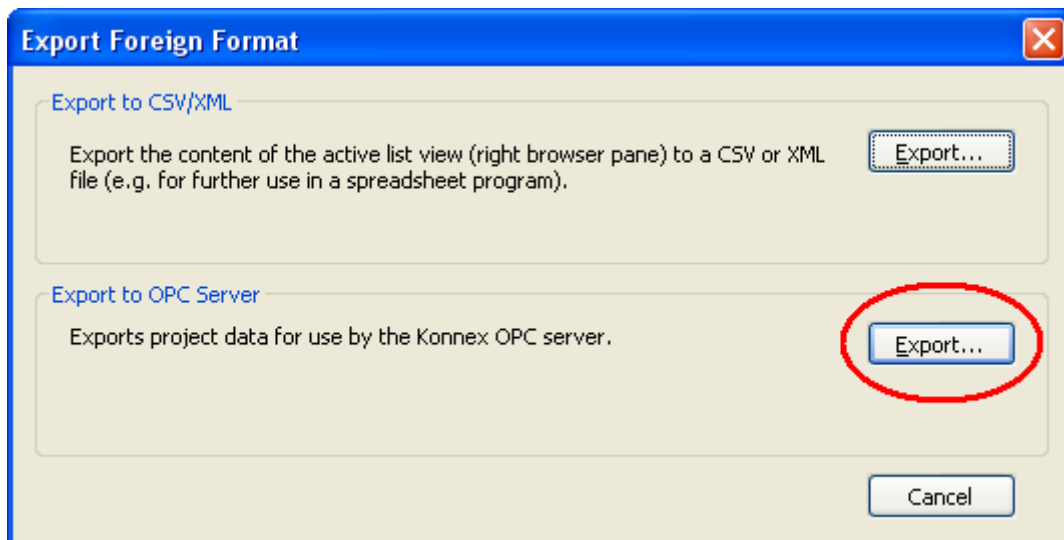 Export Foreign Format
Export to CSV/XML
Export the content of the active list view (right browser pane) to a CSV or XML
file (e.g. for further use in a spreadsheet program).
Export...
Export to OPC Server
Exports project data for use by the Konnex OPC server.
Export...
Cancel